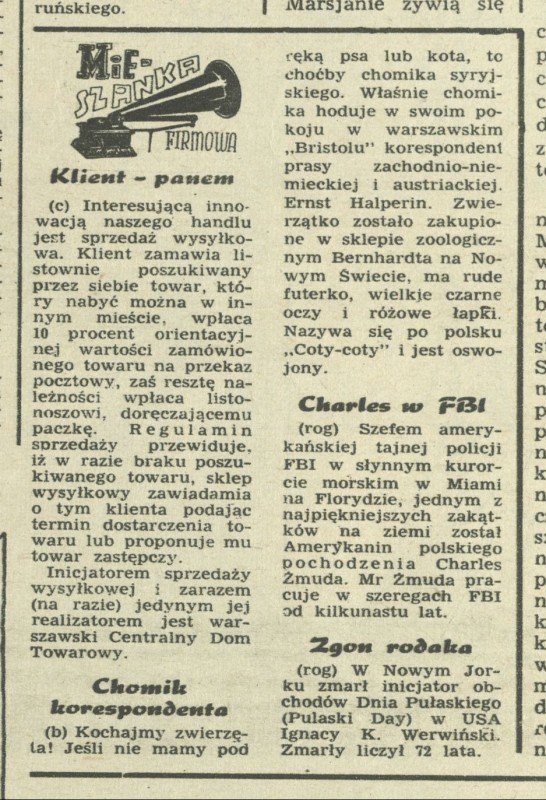 ruńskiego.
MiE-
SZANKA
FIRMOWA
Klient – panem
(c) Interesującą inno-
wacją naszego handlu
jest sprzedaż wysyłko-
wa. Klient zamawia li-
stownie poszukiwany
przez siebie towar, któ-
ry nabyć można w in-
nym mieście, wpłaca
10 procent orientacyj-
nej wartości zamówio-
nego towaru na przekaz
pocztowy, zaś resztę na-
leżności wpłaca listo-
noszowi, doręczającemu
paczkę. Regulamin
sprzedaży przewiduje,
iż w razie braku poszu-
kiwanego towaru, sklep
wysyłkowy zawiadamia
o tym klienta podając
termin dostarczenia to-
waru lub proponuje mu
towar zastępczy.
Inicjatorem sprzedaży
wysyłkowej i zarazem
(na razie) jedynym jej
realizatorem jest war-
szawski Centralny Dom
Towarowy.
Chomik
korespondenta
(b) Kochajmy zwierzę-
ta! Jeśli nie mamy pod
Marsjanie żywią się
ręką psa lub kota, to
choćby chomika syryj-
skiego. Właśnie chomi-
ka hoduje w swoim po-
koju w warszawskim
„Bristolu" korespondent
prasy zachodnio-nie-
mieckiej i austriackiej.
Ernst Halperin. Zwie-
rzątko zostało zakupio-
ne w sklepie zoologicz-
nym Bernhardta na No-
wym Świecie, ma rude
futerko, wielkie czarne
oczy i różowe łapki.
Nazywa się po polsku
„Coty-coty" i jest oswo-
jony.
Charles w FBI
(rog) Szefem amery-
kańskiej tajnej policji
FBI w słynnym kuror-
cie morskim w Miami
na Florydzie, jednym z
najpiękniejszych zakąt-
ków na ziemi został
Amerykanin polskiego
pochodzenia Charles
Żmuda. Mr Żmuda pra-
cuje w szeregach FBI
od kilkunastu lat.
Zgon rodaka
(rog) W Nowym Jor-
ku zmarł inicjator ob-
chodów Dnia Pułaskiego
(Pulaski Day) w USA
Ignacy K. Werwiński.
Zmarły liczył 72 lata.